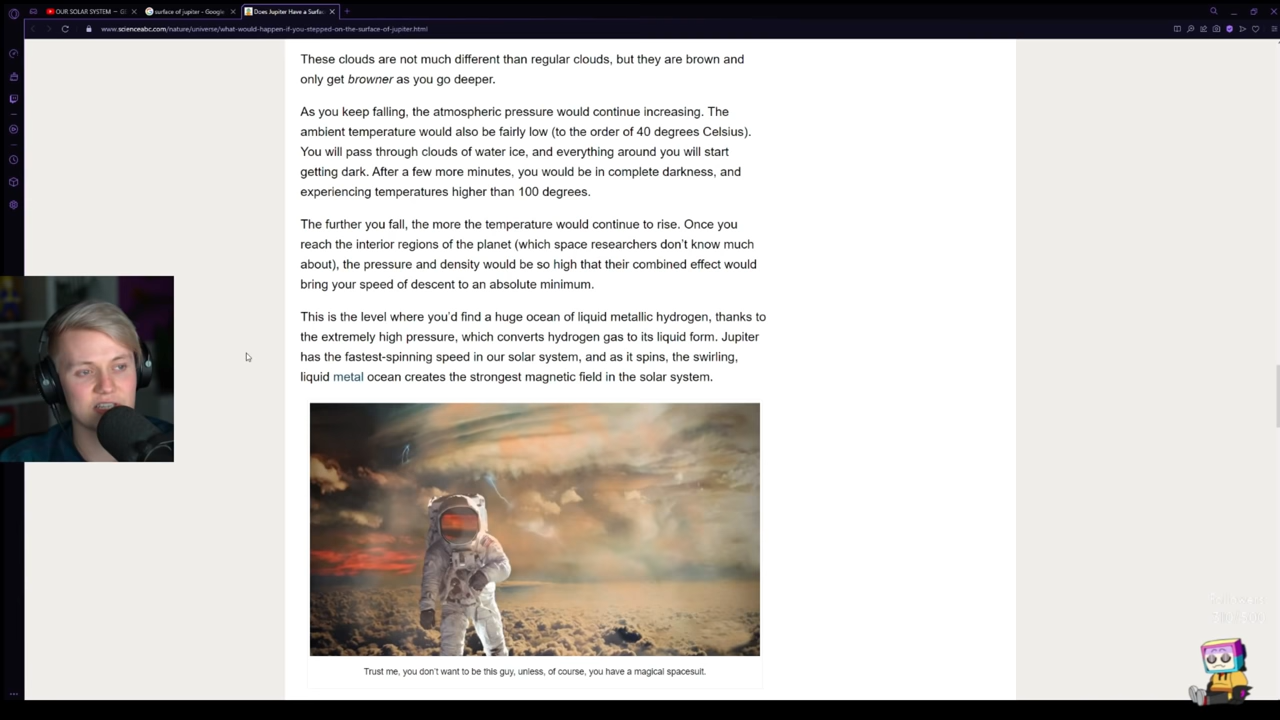 OUR SOLAR SYSTEM – G
surface of jupiter - Google
Does Jupiter Have a Surfa
www.scienceabc.com/nature/universe/what-would-happen-if-you-stepped-on-the-surface-of-jupiter.html
These clouds are not much different than regular clouds, but they are brown and
only get browner as you go deeper.
As you keep falling, the atmospheric pressure would continue increasing. The
ambient temperature would also be fairly low (to the order of 40 degrees Celsius).
You will pass through clouds of water ice, and everything around you will start
getting dark. After a few more minutes, you would be in complete darkness, and
experiencing temperatures higher than 100 degrees.
The further you fall, the more the temperature would continue to rise. Once you
reach the interior regions of the planet (which space researchers don't know much
about), the pressure and density would be so high that their combined effect would
bring your speed of descent to an absolute minimum.
This is the level where you'd find a huge ocean of liquid metallic hydrogen, thanks to
the extremely high pressure, which converts hydrogen gas to its liquid form. Jupiter
has the fastest-spinning speed in our solar system, and as it spins, the swirling,
liquid metal ocean creates the strongest magnetic field in the solar system.
Trust me, you don't want to be this guy, unless, of course, you have a magical spacesuit.